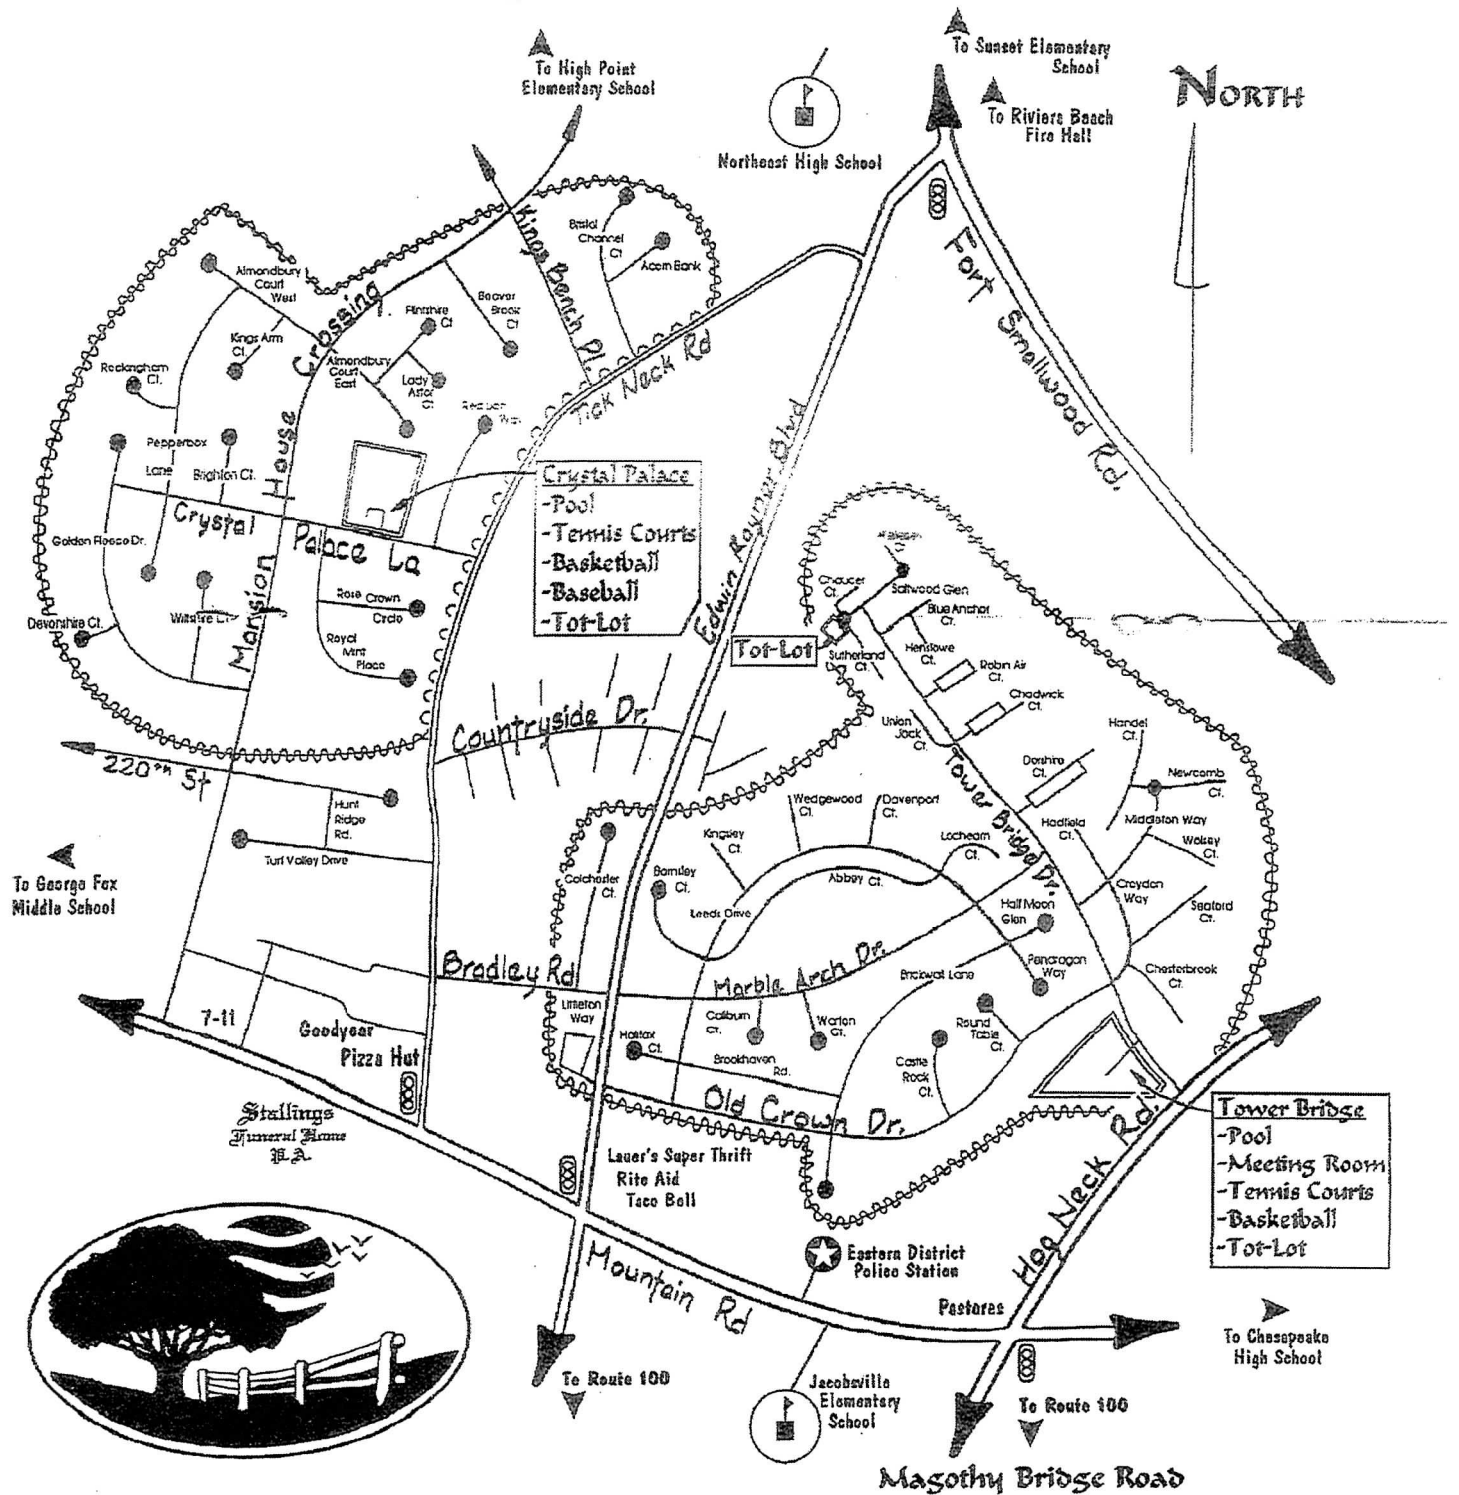 To Sunset Elementary
School
To High Point
Elementary School
NORTH
To Riviera Beach
Fire Hall
Northeast High School
Kings Bench Pl.
Bristol
Channel
Ct
Acorn Bank
Almondbury
Court
West
Mansion House Crossing
Flintshire
Ct
Beaver
Brook
Ct
Kings Arm
Ct.
Almondbury
Court
East
Lady
Astor
Ct
Rockingham
Ct.
Tick Neck Rd
Fort Smallwood Rd.
Pepperbox
Lane
Brighton Ct.
Crystal Palace La
Edwin Raynor Blvd
Crystal Palace
-Pool
-Tennis Courts
-Basketball
-Baseball
-Tot-Lot
Golden Fleece Dr.
Rose Crown
Circle
Devonshire Ct.
Wiltshire Ct
Royal
Mint
Place
Chaucer
Ct.
Saltwood Glen
Blue Anchor
Ct.
Tot-Lot
Sutherland
Ct.
Henslowe
Ct.
Robin Air
Ct.
Chadwick
Ct.
Union
Jack Ct.
Countryside Dr.
Handel
Ct.
220th St
Hunt
Ridge
Rd.
Turf Valley Drive
Tower Bridge Dr.
Dorshire
Ct.
Newcomb
Ct.
Wedgewood
Ct.
Davenport
Ct.
Hadfield
Ct.
Middleton Way
Kingsley
Ct.
Locheam
Ct.
Wolsey
Ct.
To George Fox
Middle School
Colchester
Ct.
Barnsley
Ct.
Abbey Ct.
Croydon
Way
Leeds Drive
Half Moon
Glen
Seaford
Ct.
Bradley Rd
Marble Arch Dr.
Brickwall Lane
Pendragon
Way
Chesterbrook
Ct.
7-11
Goodyear
Pizza Hut
Littleton
Way
Caliburn
Ct.
Warton
Ct.
Round
Table
Ct.
Halifax
Ct.
Brookhaven
Rd.
Castle
Rock
Ct.
Old Crown Dr.
Stallings
Funeral Home
P.A.
Tower Bridge
-Pool
-Meeting Room
-Tennis Courts
-Basketball
-Tot-Lot
Lauer's Super Thrift
Rite Aid
Taco Bell
Hog Neck Rd.
Mountain Rd
Eastern District
Police Station
Pastores
To Chesapeake
High School
To Route 100
Jacobsville
Elementary
School
To Route 100
Magothy Bridge Road